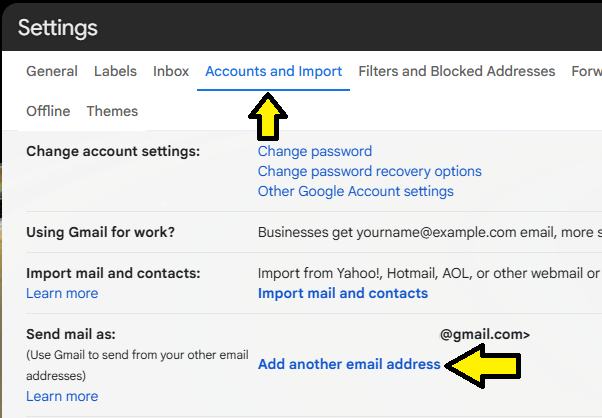 Settings
General Labels Inbox Accounts and Import Filters and Blocked Addresses Forw
Offline Themes
Change account settings: Change password
Change password recovery options
Other Google Account settings
Using Gmail for work? Businesses get yourname@example.com email, more s
Import mail and contacts: Import from Yahoo!, Hotmail, AOL, or other webmail or
Learn more Import mail and contacts
Send mail as: @gmail.com>
(Use Gmail to send from your other email
addresses) Add another email address
Learn more